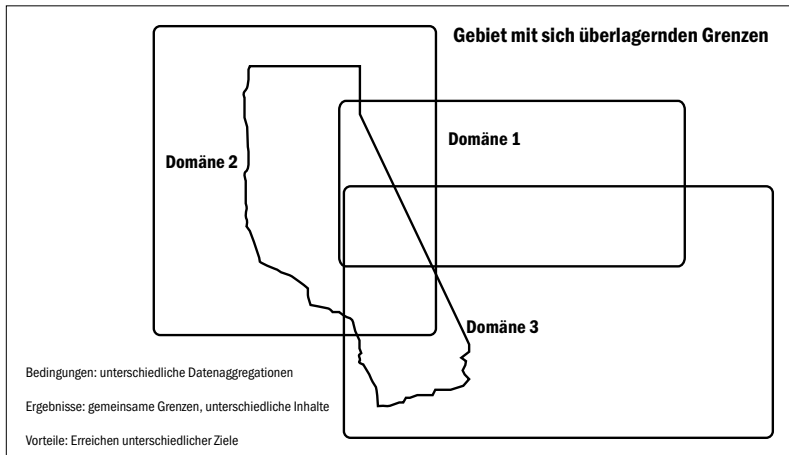 Gebiet mit sich überlagernden Grenzen
Domäne 1
Domäne 2
Domäne 3
Bedingungen: unterschiedliche Datenaggregationen
Ergebnisse: gemeinsame Grenzen, unterschiedliche Inhalte
Vorteile: Erreichen unterschiedlicher Ziele